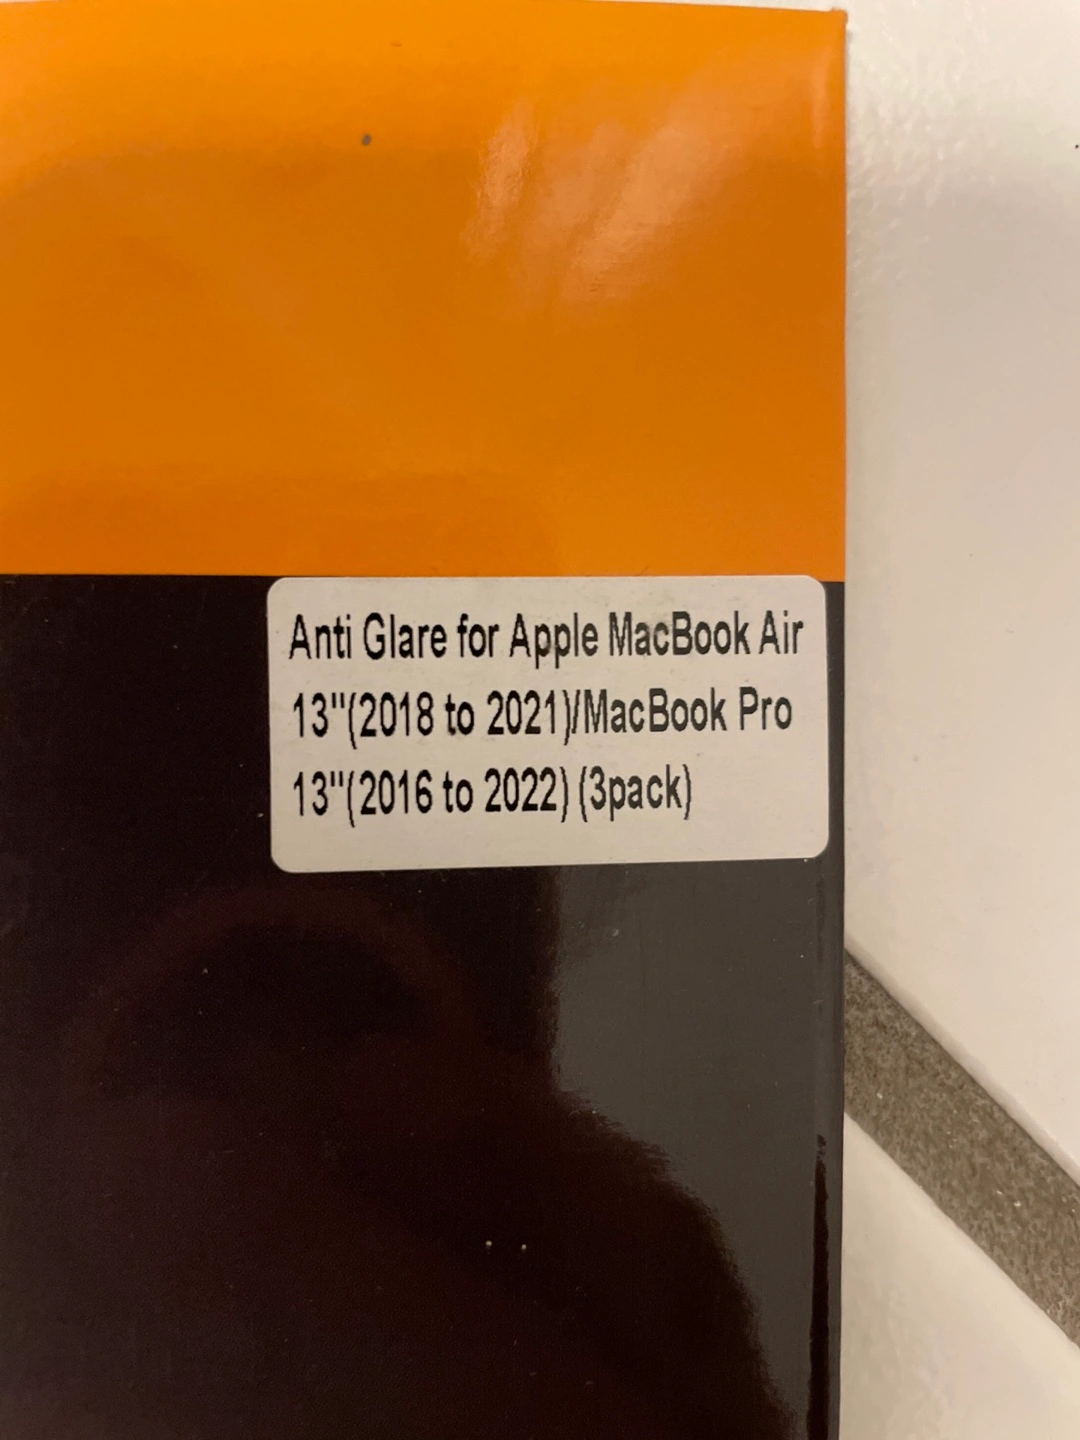 Anti Glare for Apple MacBook Air
13"(2018 to 2021)/MacBook Pro
13"(2016 to 2022) (3pack)